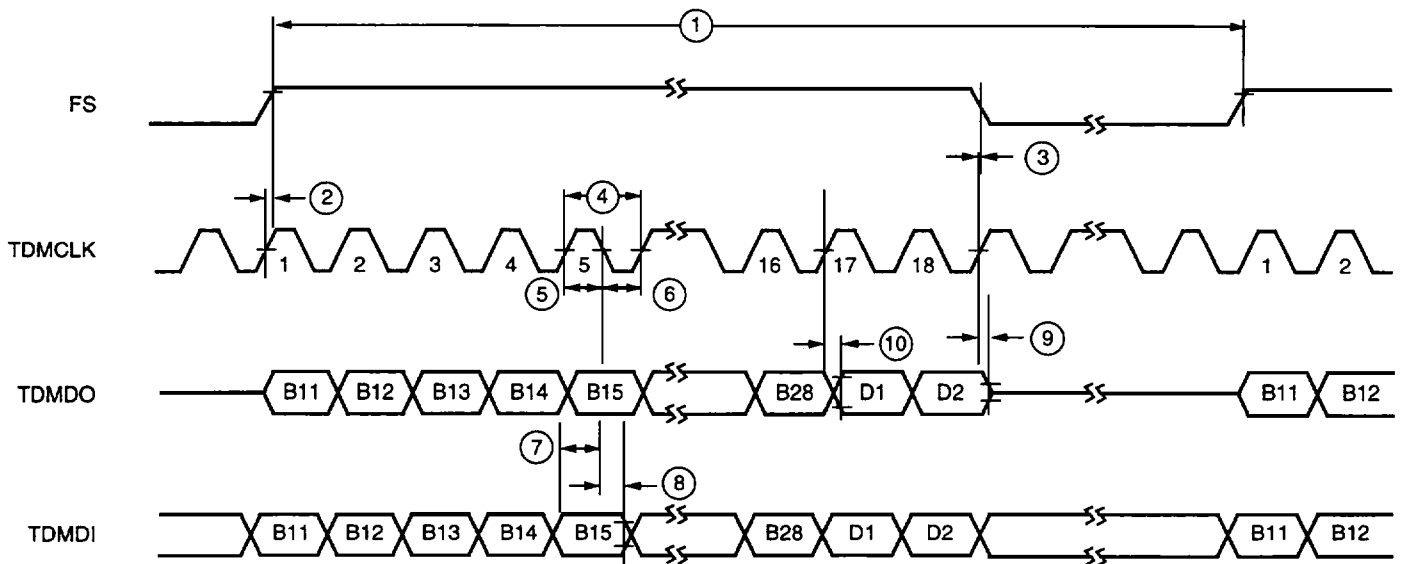 1
FS
3
2
4
TDMCLK
1 2 3 4 5 16 17 18 1 2
5 6
10 9
TDMDO B11 B12 B13 B14 B15 B28 D1 D2 B11 B12
7
8
TDMDI B11 B12 B13 B14 B15 B28 D1 D2 B11 B12